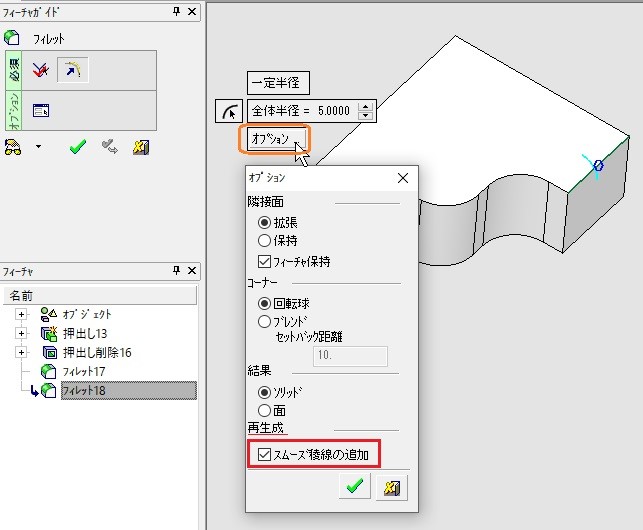 フィーチャガイド
フィレット
必須
オプション
フィーチャ
名前
オブジェクト
押出し13
押出し削除16
フィレット17
フィレット18
一定半径
全体半径 = 5.0000
オプション
オプション
隣接面
拡張
保持
フィーチャ保持
コーナー
回転球
ブレンド
セットバック距離
10.
結果
ソリッド
面
再生成
スムーズ稜線の追加